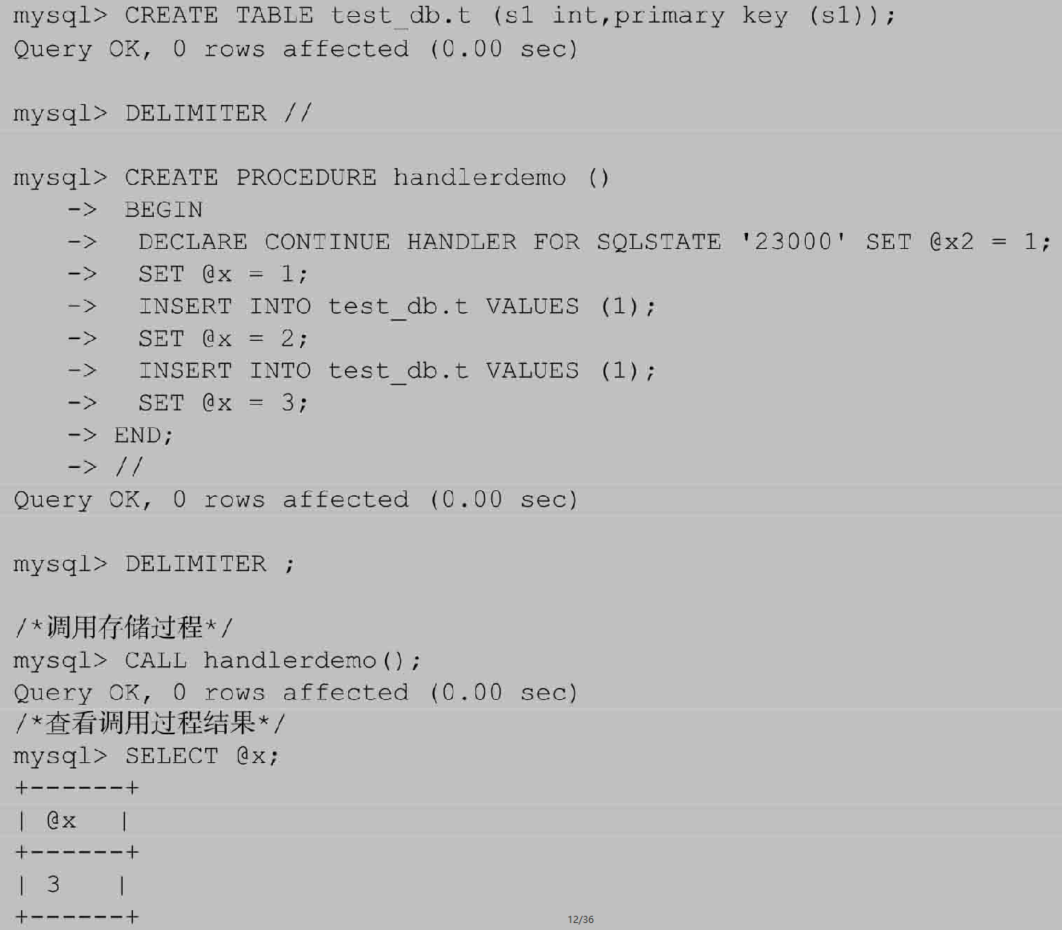 mysql> CREATE TABLE test_db.t (s1 int,primary key (s1));
Query OK, 0 rows affected (0.00 sec)
mysql> DELIMITER //
mysql> CREATE PROCEDURE handlerdemo ()
-> BEGIN
-> DECLARE CONTINUE HANDLER FOR SQLSTATE '23000' SET @x2 = 1;
-> SET @x = 1;
-> INSERT INTO test_db.t VALUES (1);
-> SET @x = 2;
-> INSERT INTO test_db.t VALUES (1);
-> SET @x = 3;
-> END;
-> //
Query OK, 0 rows affected (0.00 sec)
mysql> DELIMITER ;
/*调用存储过程*/
mysql> CALL handlerdemo();
Query OK, 0 rows affected (0.00 sec)
/*查看调用过程结果*/
mysql> SELECT @x;
+------+
| @x |
+------+
| 3 |
+------+
12/36